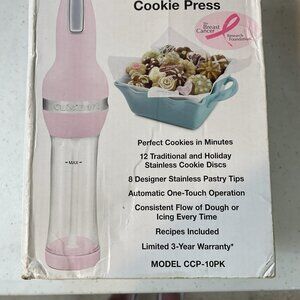 Cookie Press
The
Breast
Cancer
Research
Foundation
CUISINART
MAX
Perfect Cookies in Minutes
12 Traditional and Holiday
Stainless Cookie Discs
8 Designer Stainless Pastry Tips
Automatic One-Touch Operation
Consistent Flow of Dough or
Icing Every Time
Recipes Included
Limited 3-Year Warranty*
MODEL CCP-10PK